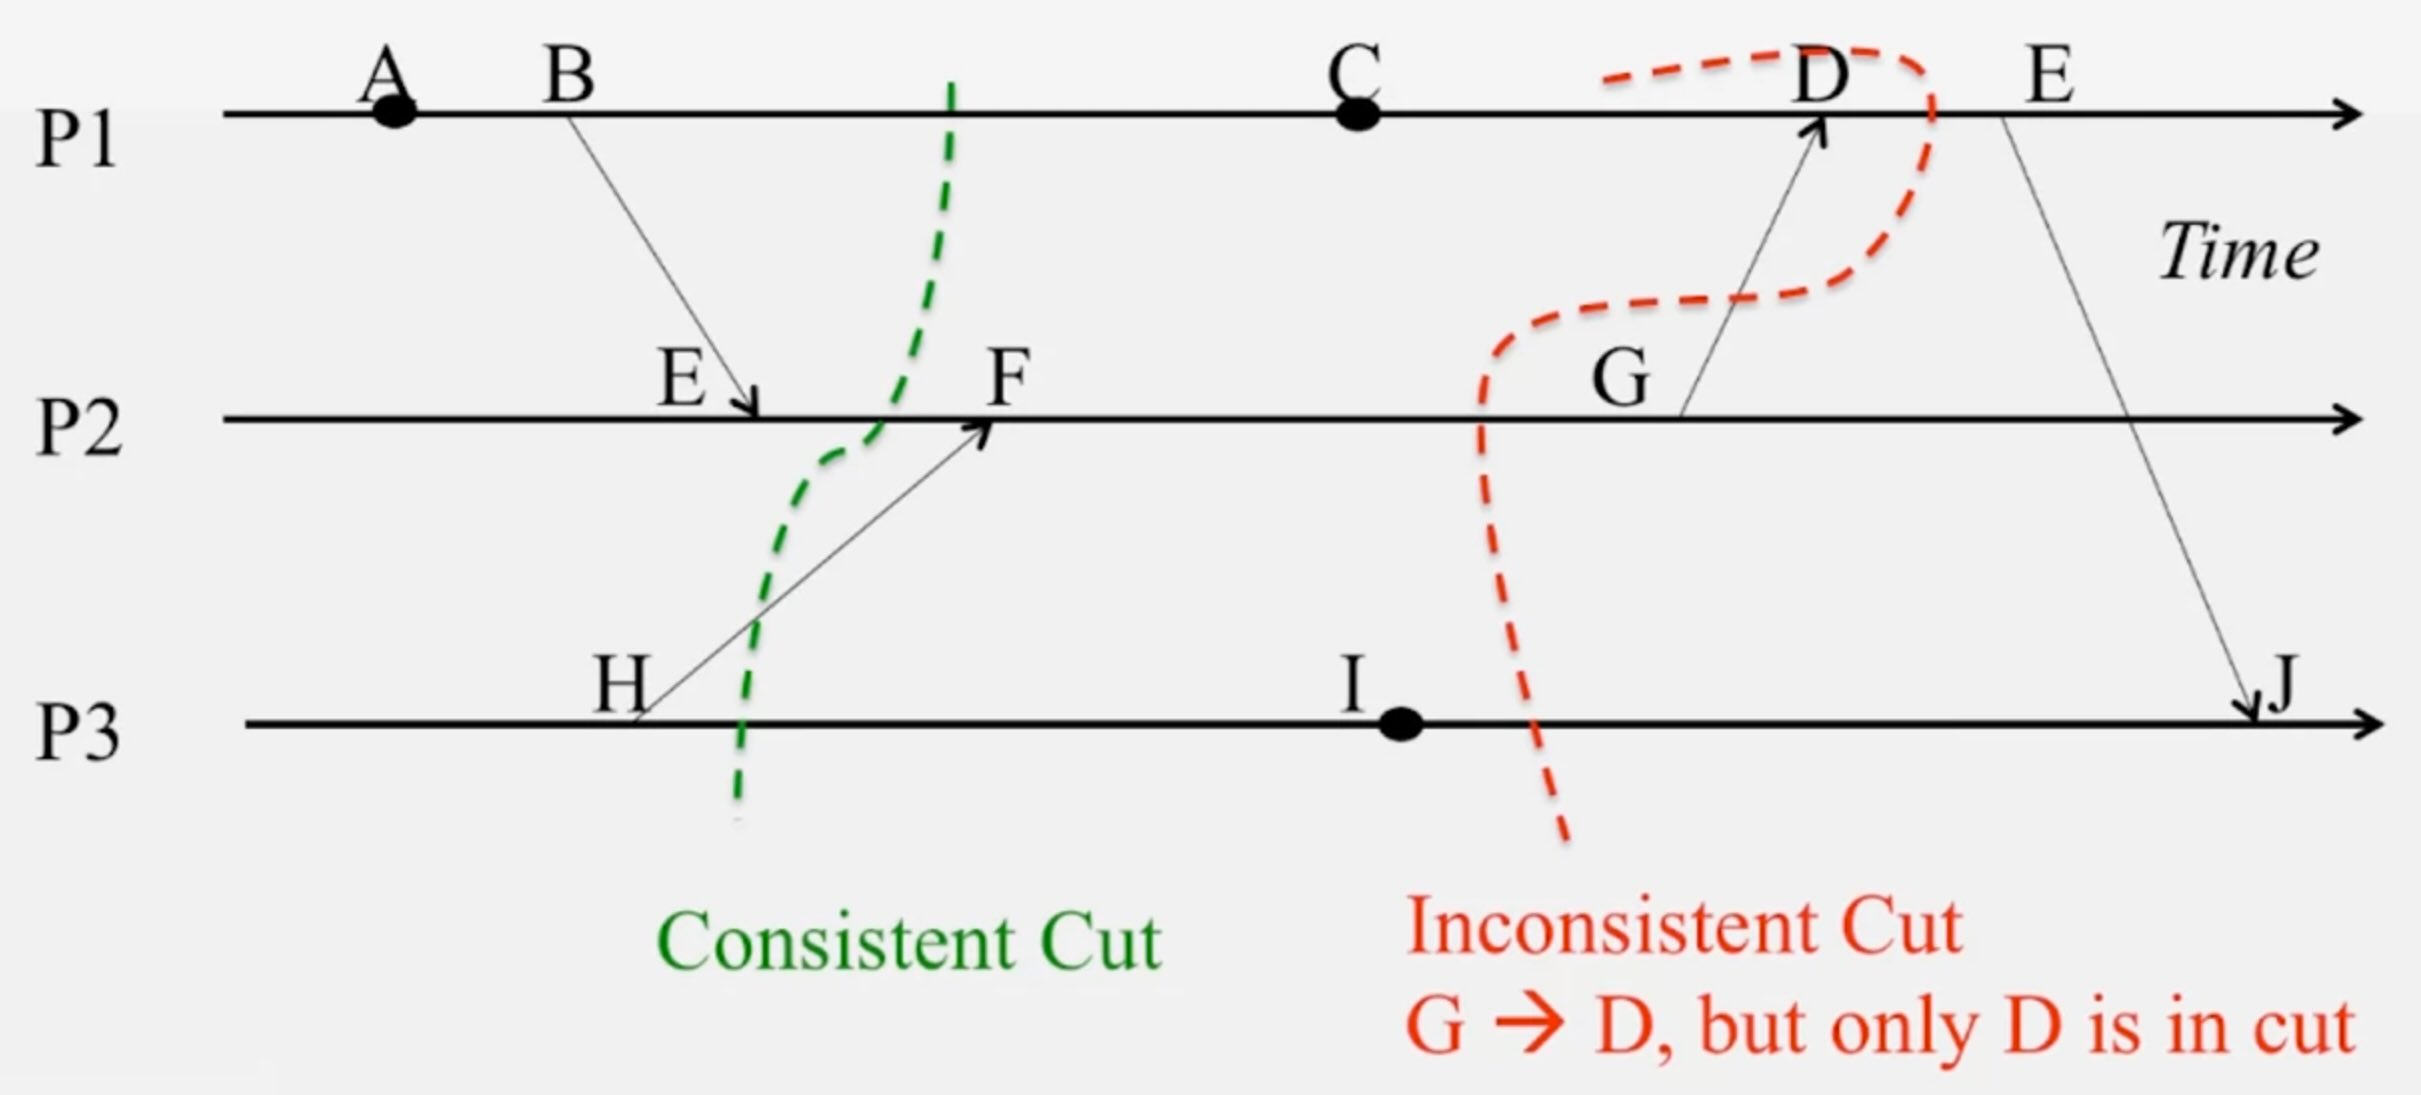 A B C D E
P1
Time
E F G
P2
H I J
P3
Consistent Cut
Inconsistent Cut
G → D, but only D is in cut